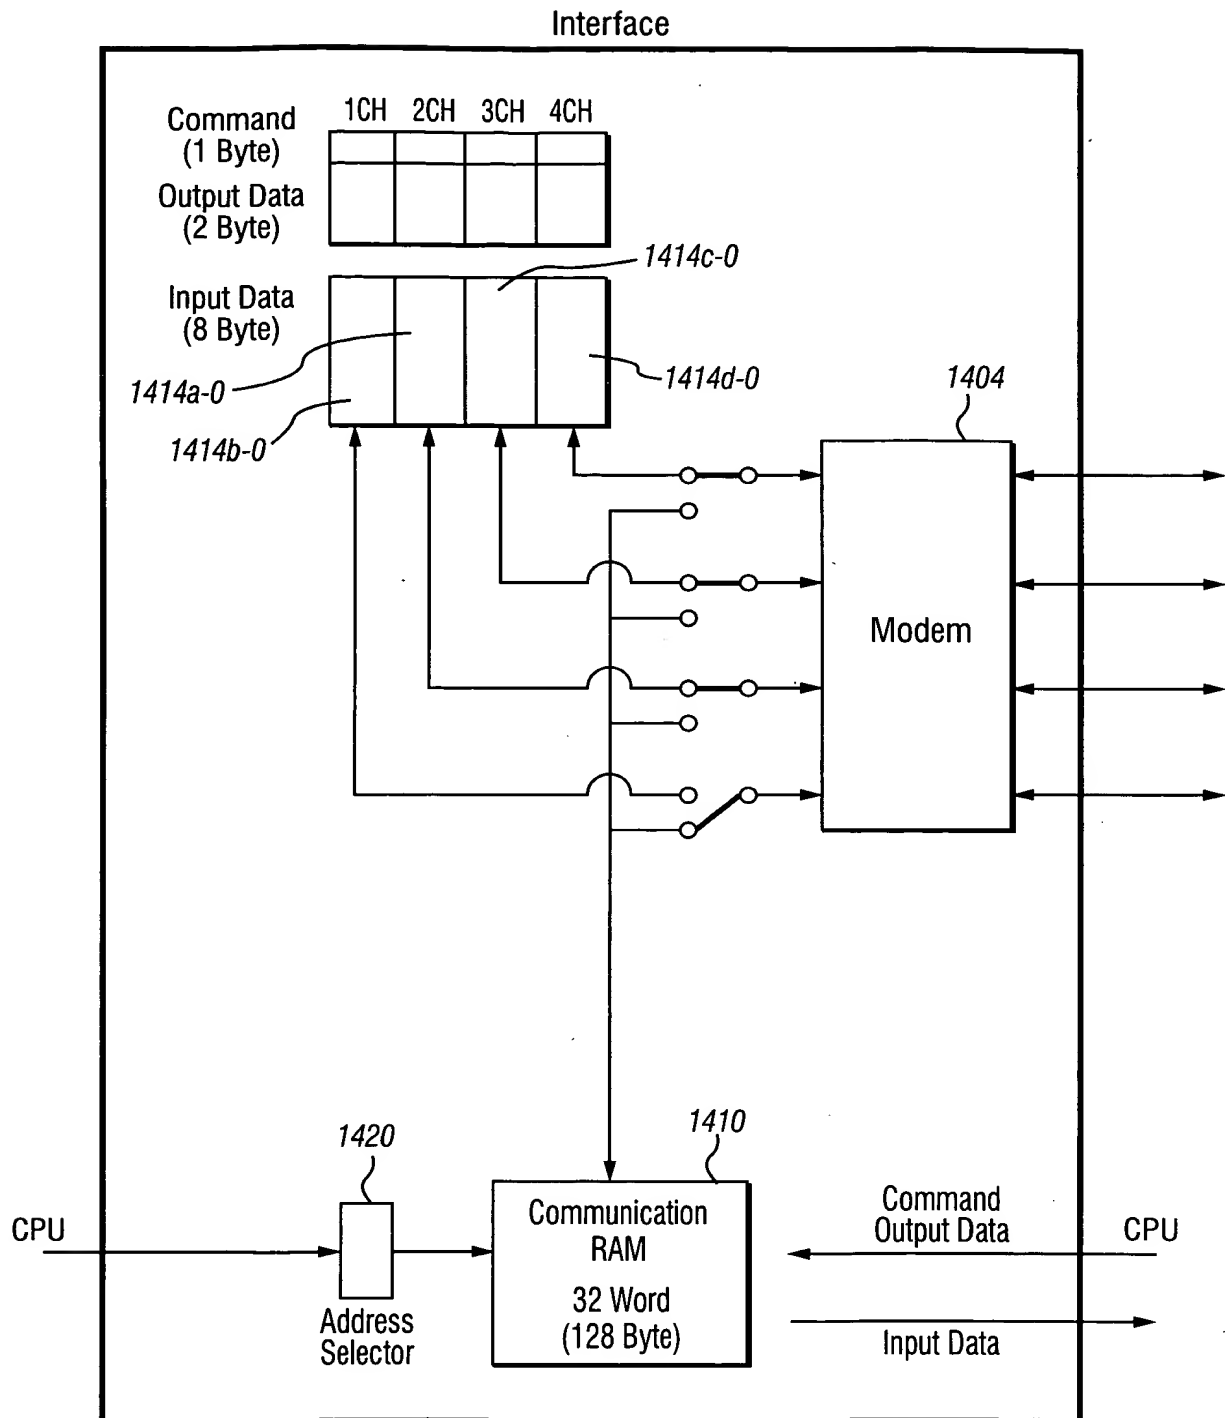 Interface
1CH 2CH 3CH 4CH
Command
(1 Byte)
Output Data
(2 Byte)
1414c-0
Input Data
(8 Byte)
1414d-0
1414a-0
1404
1414b-0
Modem
1420
1410
CPU
Communication
RAM
32 Word
(128 Byte)
Command
Output Data
CPU
Address
Selector
Input Data